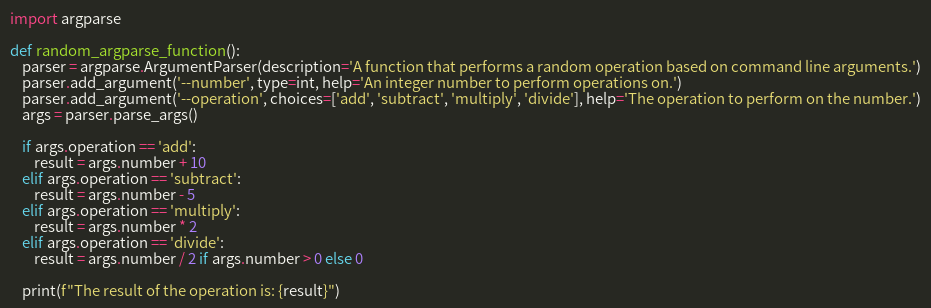 import argparse

def random_argparse_function():
    parser = argparse.ArgumentParser(description='A function that performs a random operation based on command line arguments.')
    parser.add_argument('--number', type=int, help='An integer number to perform operations on.')
    parser.add_argument('--operation', choices=['add', 'subtract', 'multiply', 'divide'], help='The operation to perform on the number.')
    args = parser.parse_args()

    if args.operation == 'add':
        result = args.number + 10
    elif args.operation == 'subtract':
        result = args.number - 5
    elif args.operation == 'multiply':
        result = args.number * 2
    elif args.operation == 'divide':
        result = args.number / 2 if args.number > 0 else 0

    print(f"The result of the operation is: {result}")